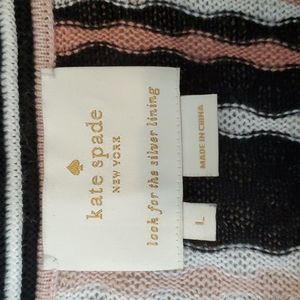 kate spade
NEW YORK
look for the silver lining
MADE IN CHINA
L